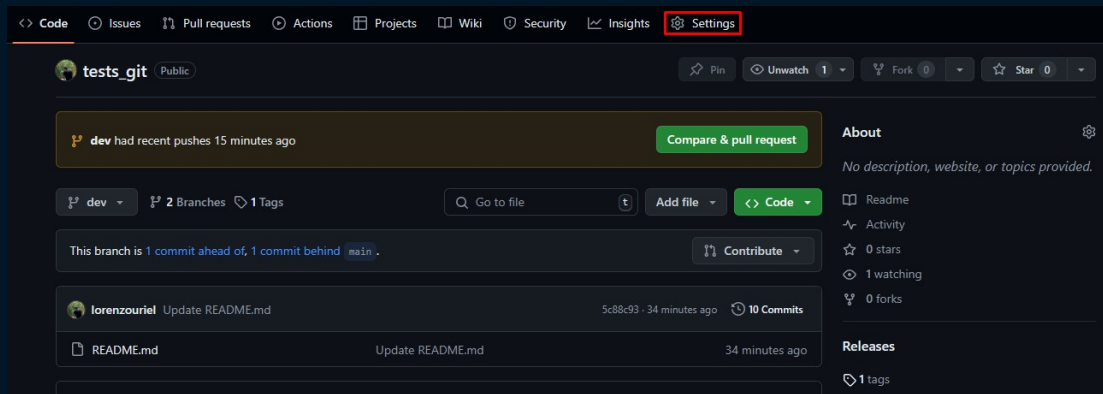 <> Code Issues Pull requests Actions Projects Wiki Security Insights Settings
tests_git Public Pin Unwatch 1 Fork 0 Star 0
dev had recent pushes 15 minutes ago Compare & pull request
About
No description, website, or topics provided.
dev 2 Branches 1 Tags Go to file t Add file <> Code
Readme
Activity
This branch is 1 commit ahead of, 1 commit behind main . Contribute
0 stars
1 watching
0 forks
lorenzouriel Update README.md 5c88c93 · 34 minutes ago 10 Commits
README.md Update README.md 34 minutes ago
Releases
1 tags